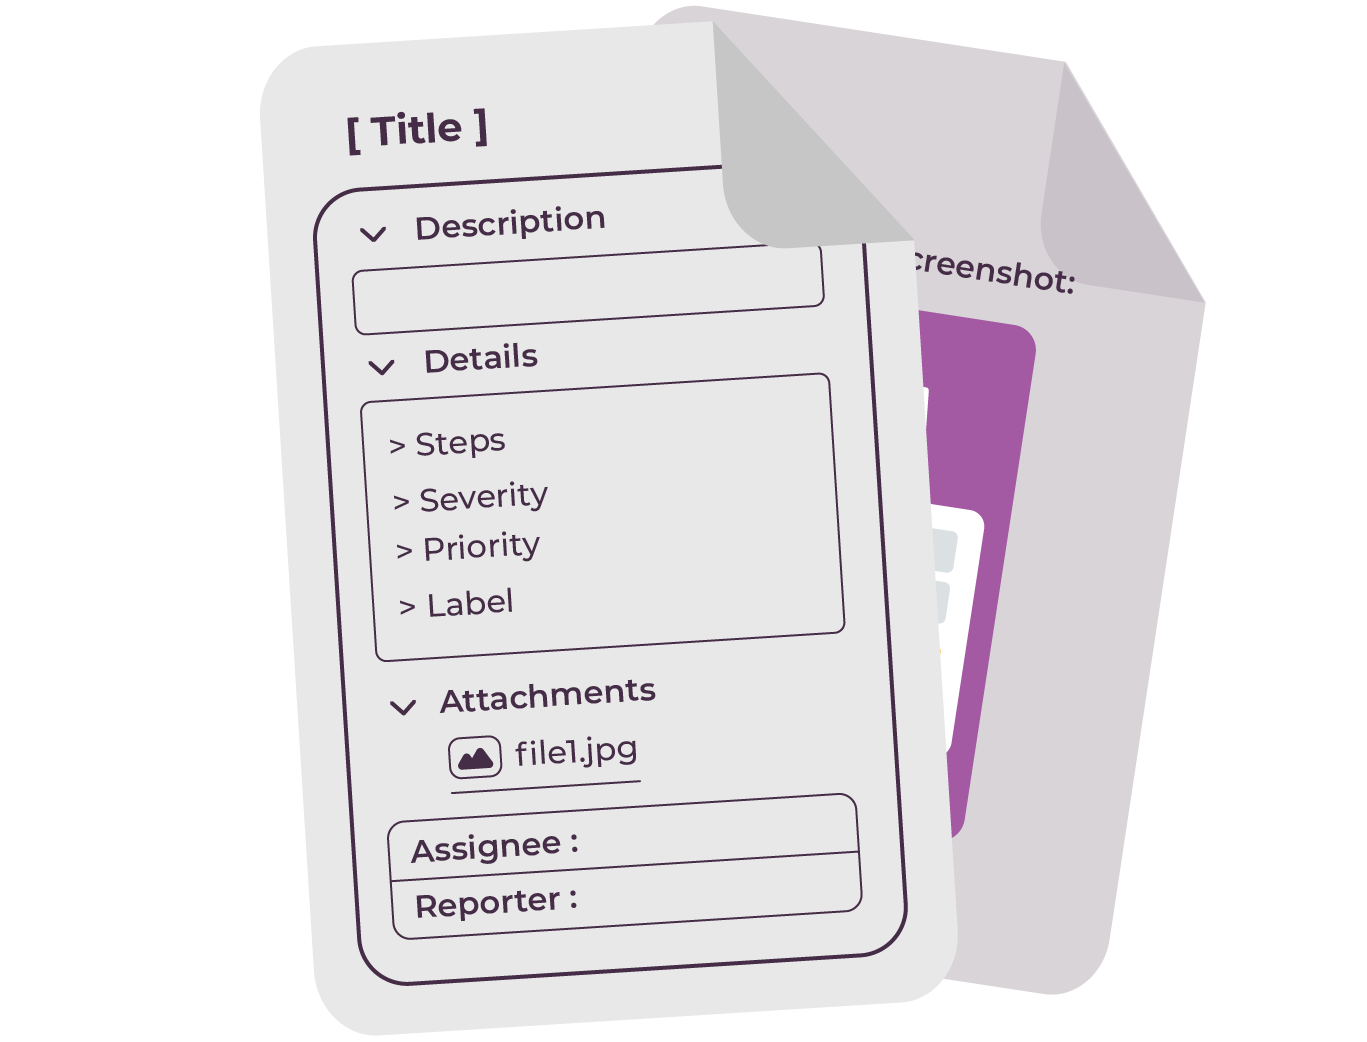 [ Title ]
Description
Details
> Steps
> Severity
> Priority
> Label
Attachments
file1.jpg
Assignee :
Reporter :
creenshot: